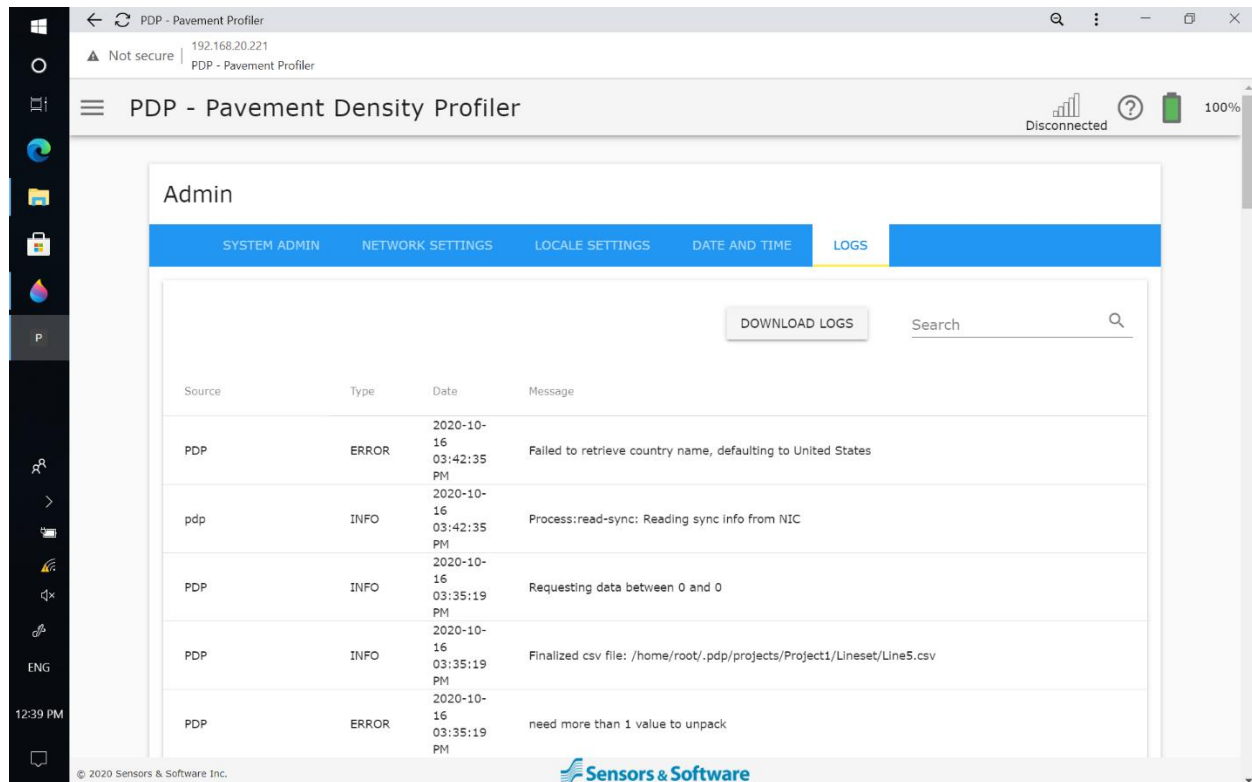 PDP - Pavement Profiler
Not secure
192.168.20.221
PDP - Pavement Profiler
PDP - Pavement Density Profiler
Disconnected
100%
Admin
SYSTEM ADMIN NETWORK SETTINGS LOCALE SETTINGS DATE AND TIME LOGS
DOWNLOAD LOGS
Search
Source Type Date Message
PDP ERROR
2020-10-
16
03:42:35
PM
Failed to retrieve country name, defaulting to United States
pdp INFO
2020-10-
16
03:42:35
PM
Process:read-sync: Reading sync info from NIC
PDP INFO
2020-10-
16
03:35:19
PM
Requesting data between 0 and 0
PDP INFO
2020-10-
16
03:35:19
PM
Finalized csv file: /home/root/.pdp/projects/Project1/Lineset/Line5.csv
PDP ERROR
2020-10-
16
03:35:19
PM
need more than 1 value to unpack
P
ENG
12:39 PM
© 2020 Sensors & Software Inc.
Sensors & Software